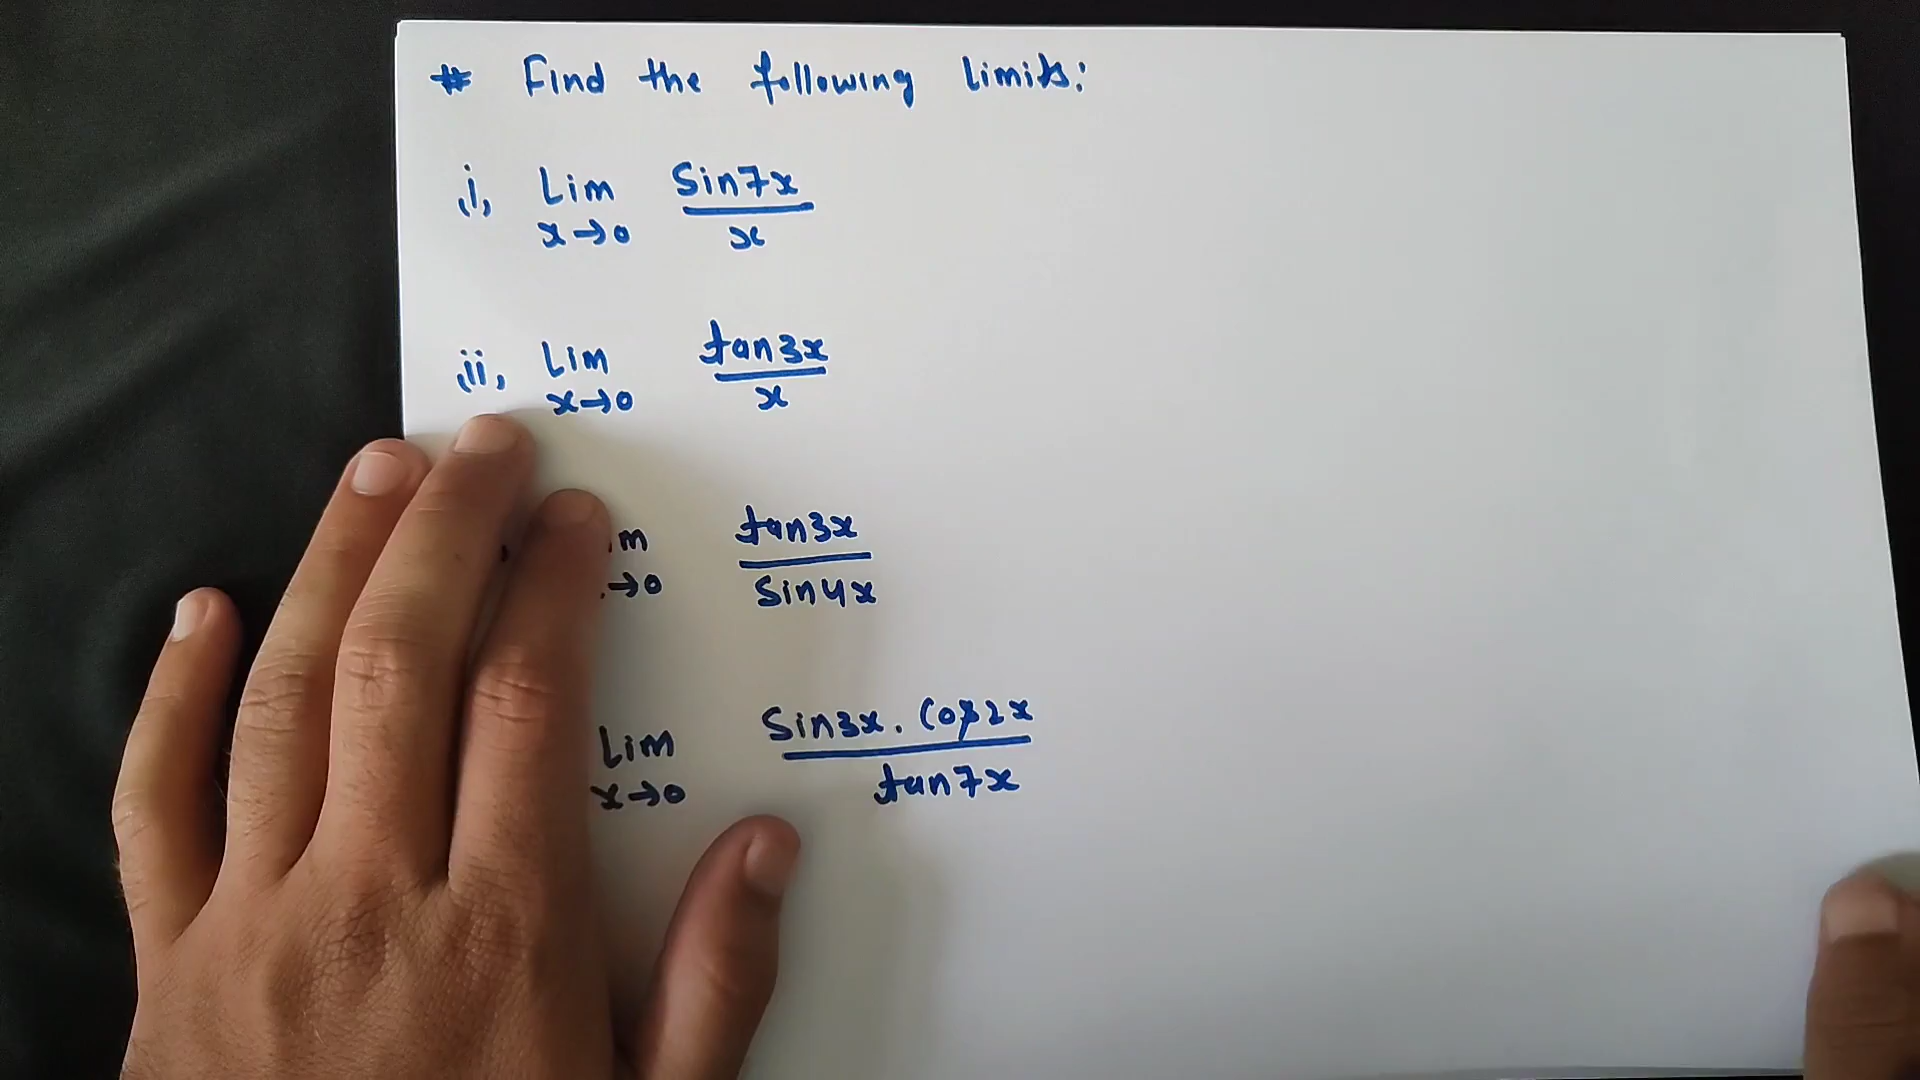 # Find the following limits:
i, Lim sin7x
x→0 x
ii, Lim tan3x
x→0 x
tan3x
→0 sin4x
Lim Sin3x . Cos2x
x→0 tan7x